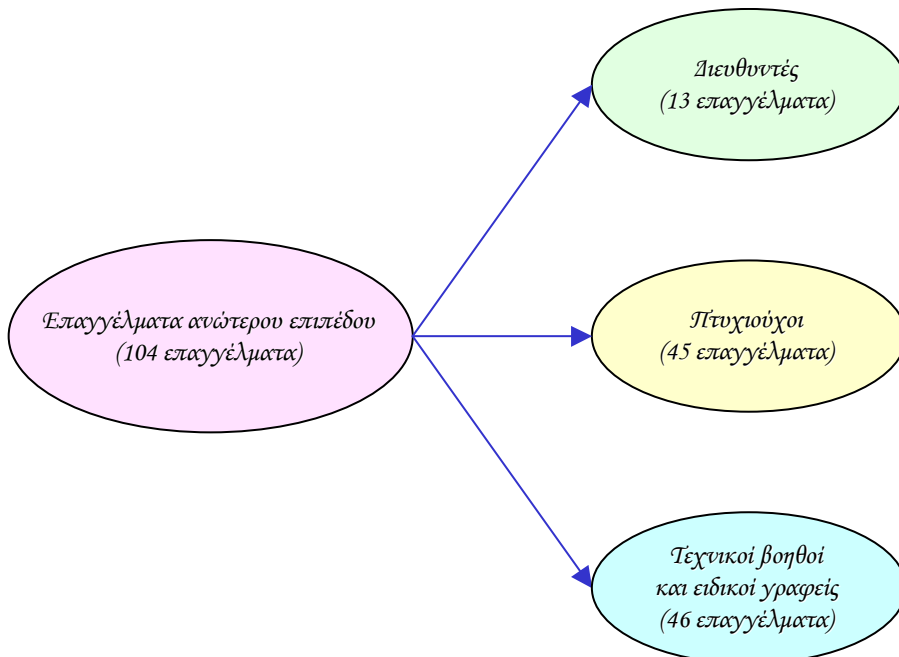 Διευθυντές
(13 επαγγέλματα)
Επαγγέλματα ανώτερου επιπέδου
(104 επαγγέλματα)
Πτυχιούχοι
(45 επαγγέλματα)
Τεχνικοί βοηθοί
και ειδικοί γραφείς
(46 επαγγέλματα)